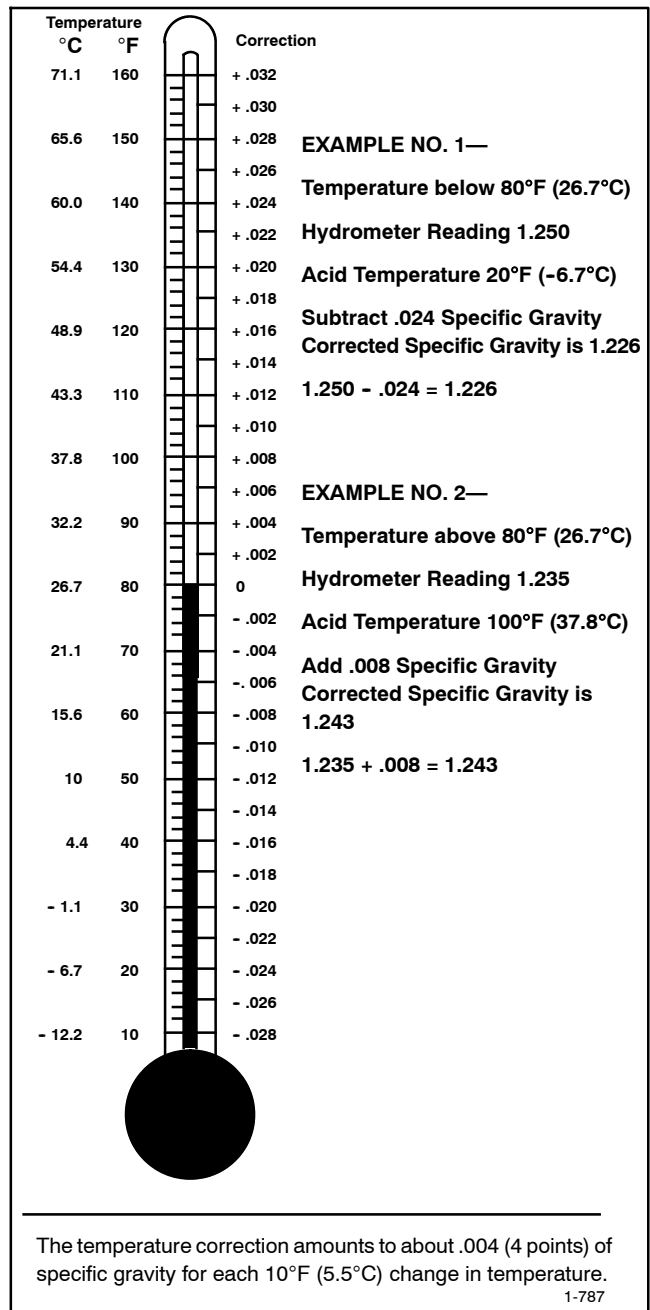 Temperature
°C °F Correction
71.1 160 + .032
+ .030
65.6 150 + .028
+ .026
60.0 140 + .024
+ .022
54.4 130 + .020
+ .018
48.9 120 + .016
+ .014
43.3 110 + .012
+ .010
37.8 100 + .008
+ .006
32.2 90 + .004
+ .002
26.7 80 0
- .002
21.1 70 - .004
-. 006
15.6 60 - .008
- .010
10 50 - .012
- .014
4.4 40 - .016
- .018
- 1.1 30 - .020
- .022
- 6.7 20 - .024
- .026
- 12.2 10 - .028
EXAMPLE NO. 1—
Temperature below 80°F (26.7°C)
Hydrometer Reading 1.250
Acid Temperature 20°F (-6.7°C)
Subtract .024 Specific Gravity
Corrected Specific Gravity is 1.226
1.250 - .024 = 1.226
EXAMPLE NO. 2—
Temperature above 80°F (26.7°C)
Hydrometer Reading 1.235
Acid Temperature 100°F (37.8°C)
Add .008 Specific Gravity
Corrected Specific Gravity is
1.243
1.235 + .008 = 1.243
The temperature correction amounts to about .004 (4 points) of
specific gravity for each 10°F (5.5°C) change in temperature.
1-787